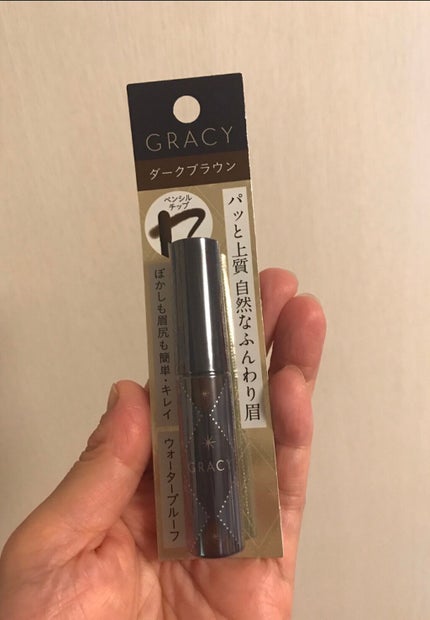 GRACY
ダークブラウン
ペンシル
チップ
パッと上質 自然なふんわり眉
ぼかしも眉尻も簡単・キレイ
ウォータープルーフ
GRACY